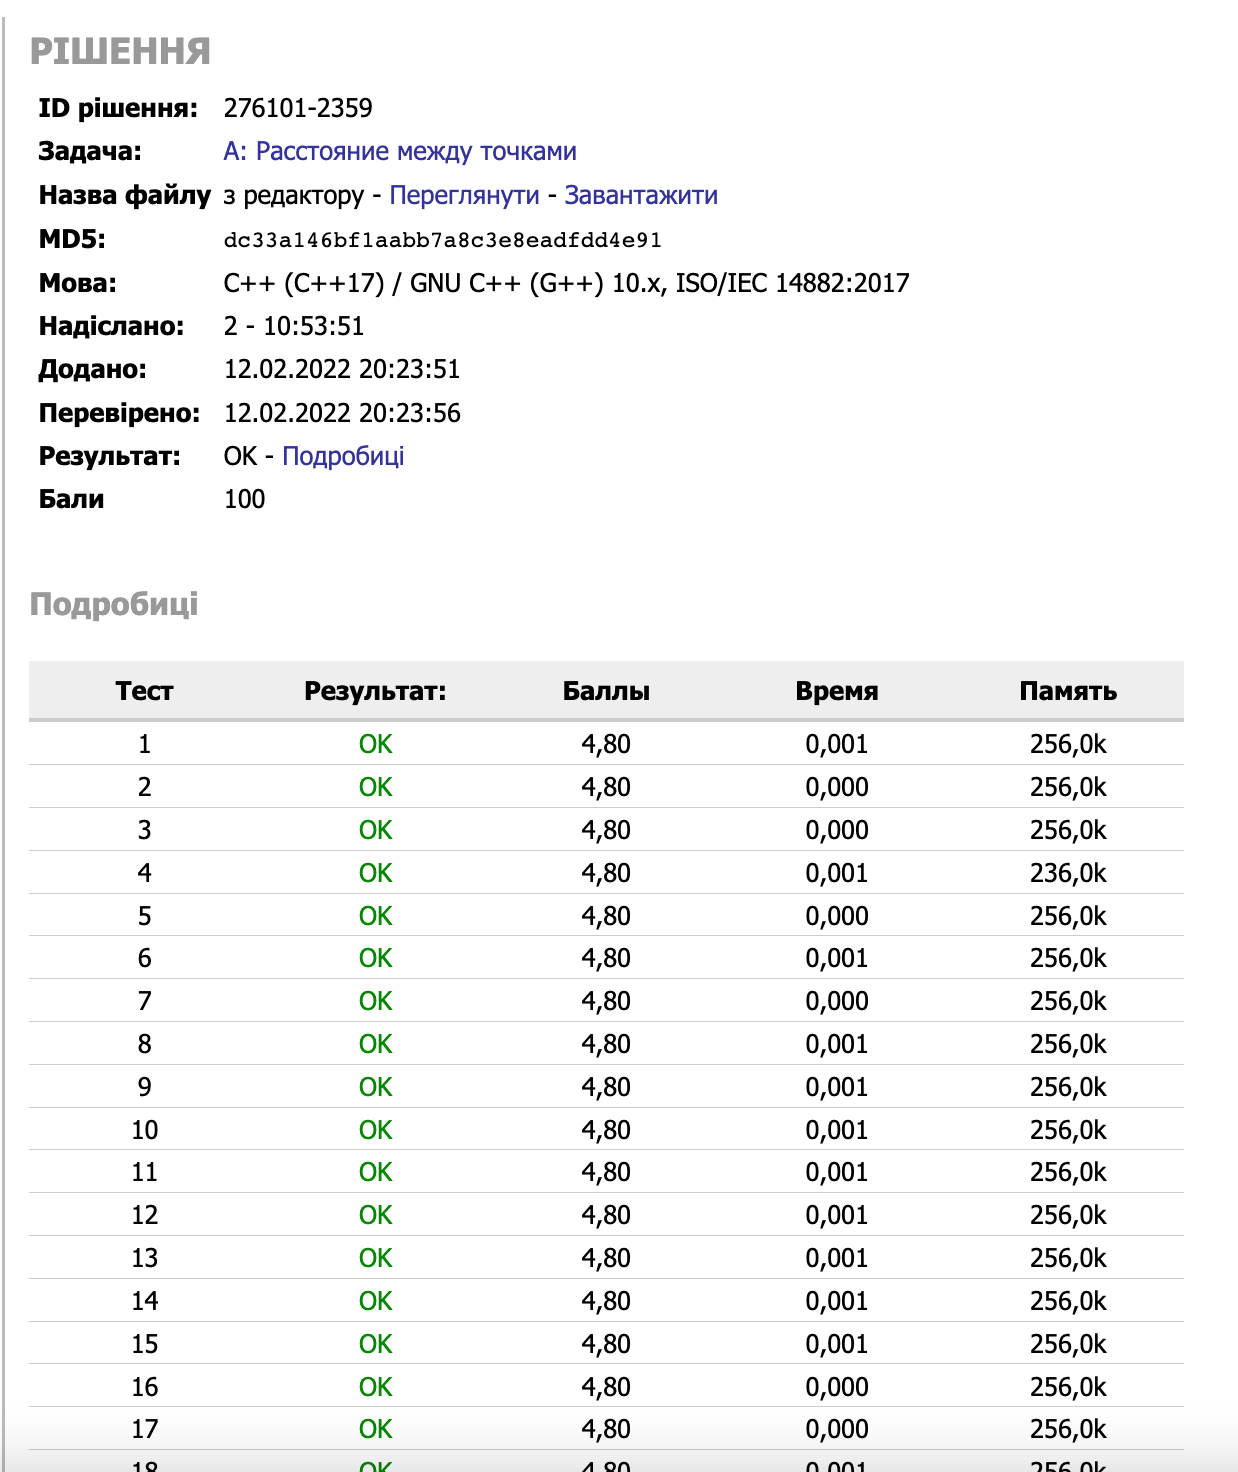 РІШЕННЯ
ID рішення: 276101-2359
Задача: A: Расстояние между точками
Назва файлу з редактору - Переглянути - Завантажити
MD5: dc33a146bf1aabb7a8c3e8eadfdd4e91
Мова: C++ (C++17) / GNU C++ (G++) 10.x, ISO/IEC 14882:2017
Надіслано: 2 - 10:53:51
Додано: 12.02.2022 20:23:51
Перевірено: 12.02.2022 20:23:56
Результат: OK - Подробиці
Бали 100
Подробиці
Тест Результат: Баллы Время Память
1 OK 4,80 0,001 256,0k
2 OK 4,80 0,000 256,0k
3 OK 4,80 0,000 256,0k
4 OK 4,80 0,001 236,0k
5 OK 4,80 0,000 256,0k
6 OK 4,80 0,001 256,0k
7 OK 4,80 0,000 256,0k
8 OK 4,80 0,001 256,0k
9 OK 4,80 0,001 256,0k
10 OK 4,80 0,001 256,0k
11 OK 4,80 0,001 256,0k
12 OK 4,80 0,001 256,0k
13 OK 4,80 0,001 256,0k
14 OK 4,80 0,001 256,0k
15 OK 4,80 0,001 256,0k
16 OK 4,80 0,000 256,0k
17 OK 4,80 0,000 256,0k
18 OK 4,80 0,001 256,0k